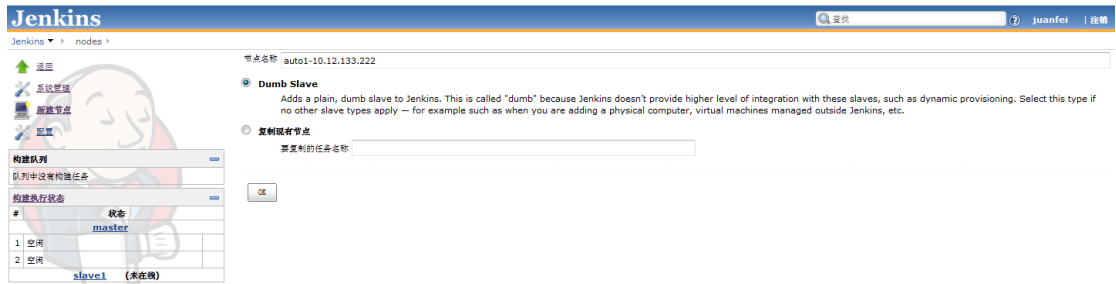 Jenkins
查找
juanfei
| 注销
Jenkins
nodes
返回
系统管理
新建节点
配置
构建队列
队列中没有构建任务
构建执行状态
# 状态
master
1 空闲
2 空闲
slave1 (未在线)
节点名称 auto1-10.12.133.222
Dumb Slave
Adds a plain, dumb slave to Jenkins. This is called "dumb" because Jenkins doesn't provide higher level of integration with these slaves, such as dynamic provisioning. Select this type if
no other slave types apply — for example such as when you are adding a physical computer, virtual machines managed outside Jenkins, etc.
复制现有节点
要复制的任务名称
OK